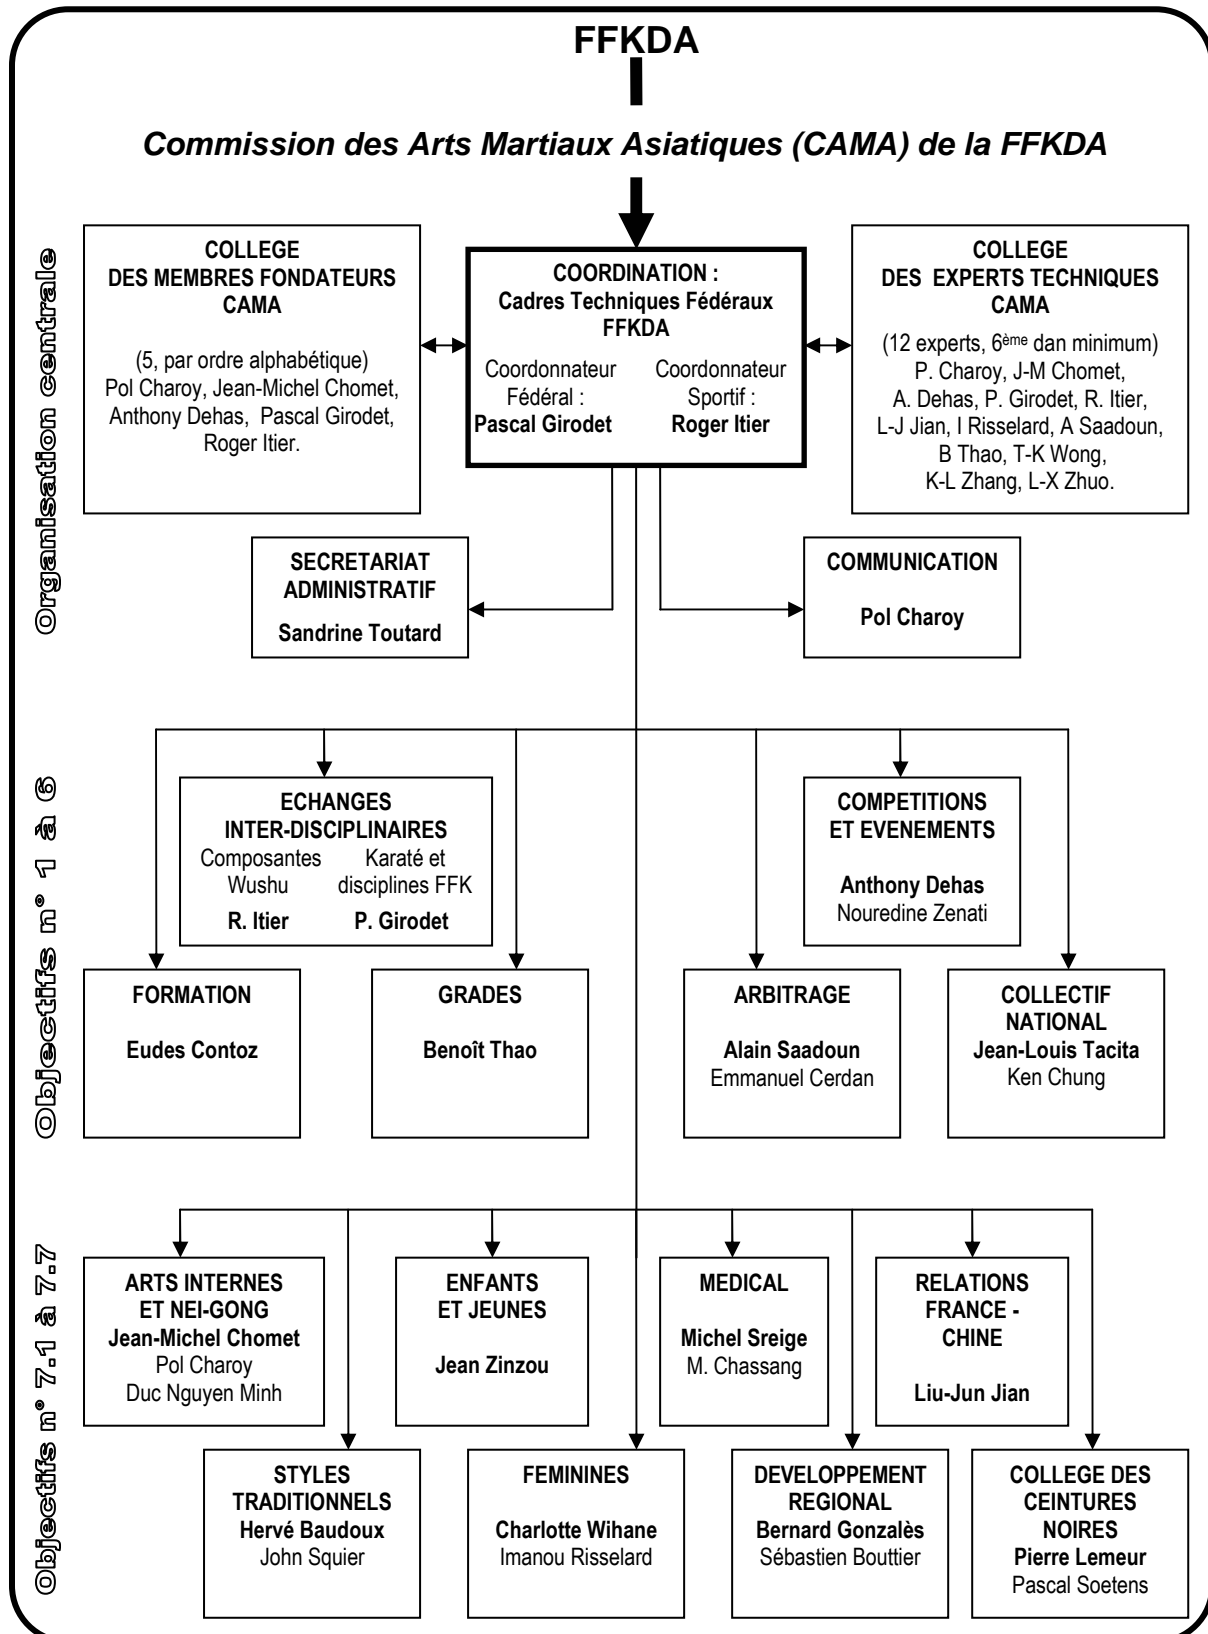 FFKDA
Commission des Arts Martiaux Asiatiques (CAMA) de la FFKDA
Organisation centrale
COLLEGE
DES MEMBRES FONDATEURS
CAMA
(5, par ordre alphabétique)
Pol Charoy, Jean-Michel Chomet,
Anthony Dehas, Pascal Girodet,
Roger Itier.
COORDINATION :
Cadres Techniques Fédéraux
FFKDA
Coordonnateur
Fédéral :
Pascal Girodet
Coordonnateur
Sportif :
Roger Itier
COLLEGE
DES EXPERTS TECHNIQUES
CAMA
(12 experts, 6ème dan minimum)
P. Charoy, J-M Chomet,
A. Dehas, P. Girodet, R. Itier,
L-J Jian, I Risselard, A Saadoun,
B Thao, T-K Wong,
K-L Zhang, L-X Zhuo.
SECRETARIAT
ADMINISTRATIF
Sandrine Toutard
COMMUNICATION
Pol Charoy
Objectifs n° 1 à 6
ECHANGES
INTER-DISCIPLINAIRES
Composantes
Wushu
R. Itier
Karaté et
disciplines FFK
P. Girodet
COMPETITIONS
ET EVENEMENTS
Anthony Dehas
Nouredine Zenati
FORMATION
Eudes Contoz
GRADES
Benoît Thao
ARBITRAGE
Alain Saadoun
Emmanuel Cerdan
COLLECTIF
NATIONAL
Jean-Louis Tacita
Ken Chung
Objectifs n° 7.1 à 7.7
ARTS INTERNES
ET NEI-GONG
Jean-Michel Chomet
Pol Charoy
Duc Nguyen Minh
ENFANTS
ET JEUNES
Jean Zinzou
MEDICAL
Michel Sreige
M. Chassang
RELATIONS
FRANCE -
CHINE
Liu-Jun Jian
STYLES
TRADITIONNELS
Hervé Baudoux
John Squier
FEMININES
Charlotte Wihane
Imanou Risselard
DEVELOPPEMENT
REGIONAL
Bernard Gonzalès
Sébastien Bouttier
COLLEGE DES
CEINTURES
NOIRES
Pierre Lemeur
Pascal Soetens